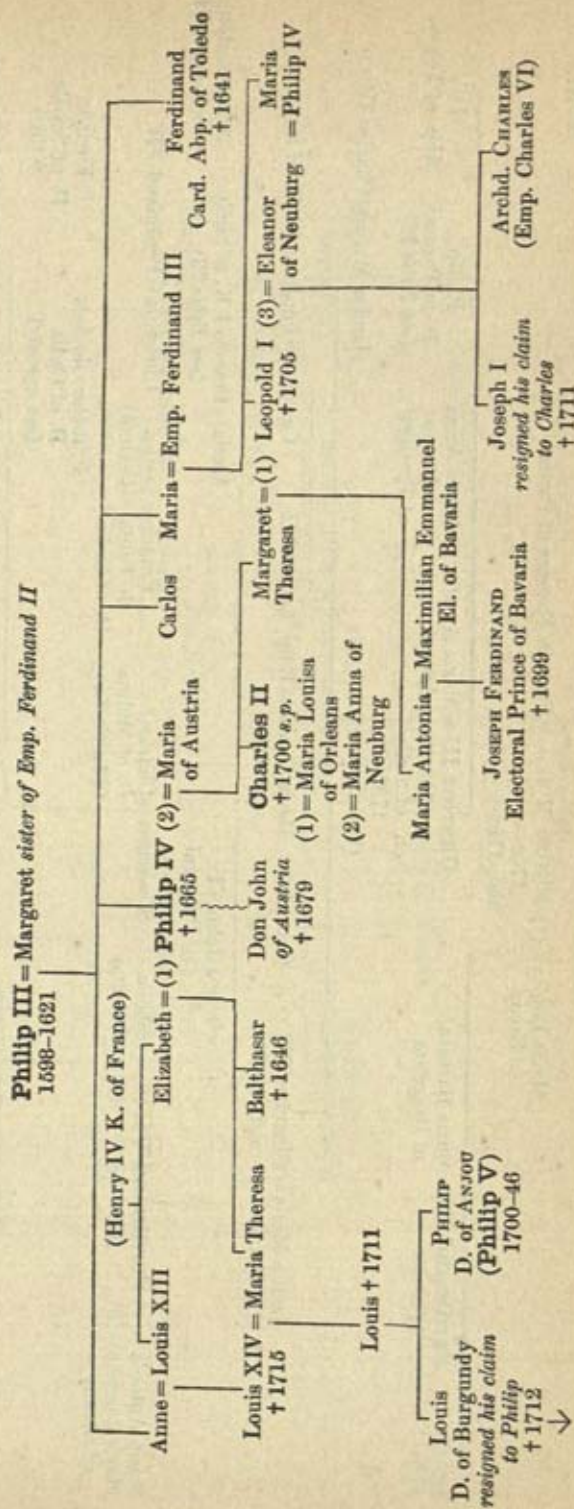 Philip III = Margaret sister of Emp. Ferdinand II
1598–1621
(Henry IV K. of France)
Anne = Louis XIII
Elizabeth = (1) Philip IV (2) = Maria
† 1665
of Austria
Carlos
Maria = Emp. Ferdinand III
Ferdinand
Card. Abp. of Toledo
† 1641
Louis XIV = Maria Theresa
† 1715
Balthasar
† 1646
Don John
of Austria
† 1679
Charles II
† 1700 s.p.
(1) = Maria Louisa
of Orleans
(2) = Maria Anna of
Neuburg
Margaret = (1) Leopold I (3) = Eleanor
Theresa
† 1705
of Neuburg
Maria
= Philip IV
Louis † 1711
Maria Antonia = Maximilian Emmanuel
El. of Bavaria
Louis
D. of Burgundy
resigned his claim
to Philip
† 1712
PHILIP
D. of ANJOU
(Philip V)
1700–46
JOSEPH FERDINAND
Electoral Prince of Bavaria
† 1699
Joseph I
resigned his claim
to Charles
† 1711
Archd. CHARLES
(Emp. Charles VI)